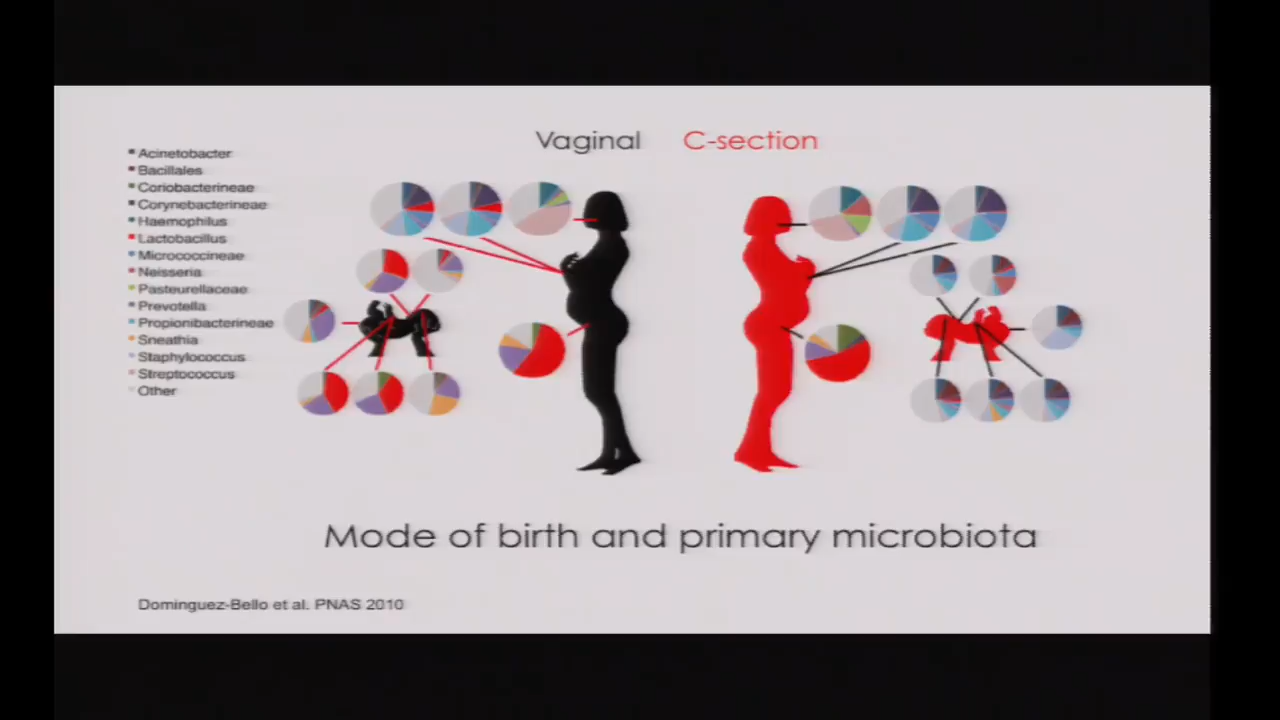 Vaginal C-section
Acinetobacter
Bacillales
Coriobacterineae
Corynebacterineae
Haemophilus
Lactobacillus
Micrococcineae
Neisseria
Pasteurellaceae
Prevotella
Propionibacterineae
Sneathia
Staphylococcus
Streptococcus
Other
Mode of birth and primary microbiota
Dominguez-Bello et al. PNAS 2010